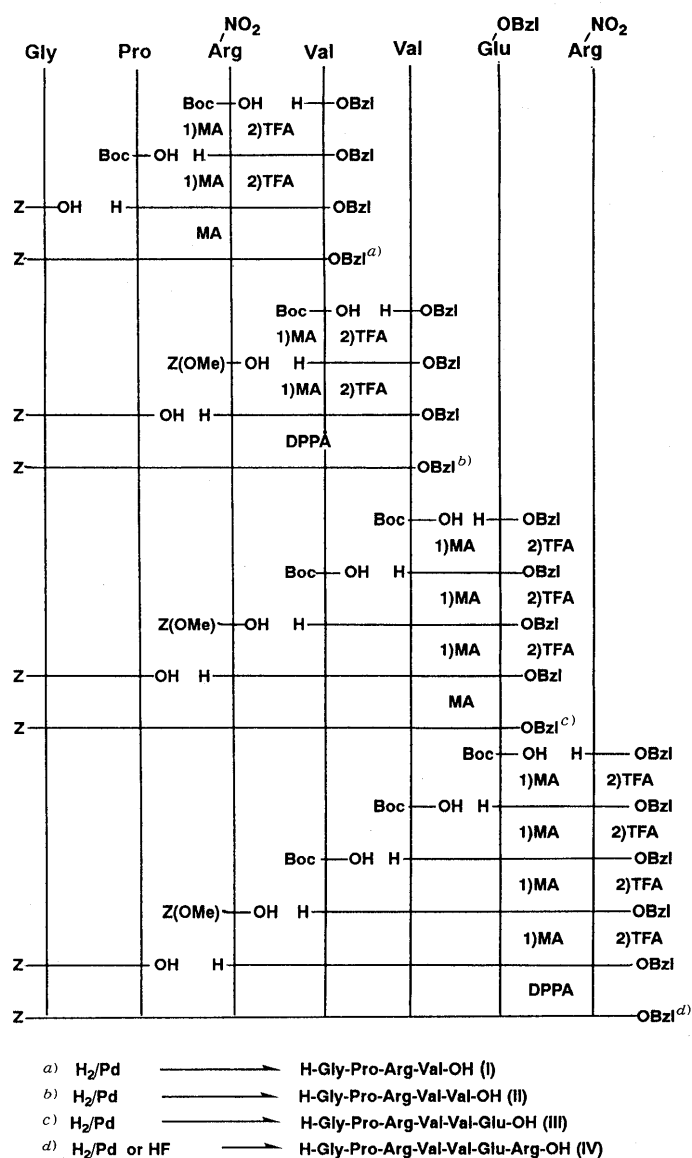 NO2 OBzl NO2
Gly Pro Arg Val Val Glu Arg
Boc OH H OBzl
1)MA 2)TFA
Boc OH H OBzl
1)MA 2)TFA
Z OH H OBzl
MA
Z OBzl a)
Boc OH H OBzl
1)MA 2)TFA
Z(OMe) OH H OBzl
1)MA 2)TFA
Z OH H OBzl
DPPA
Z OBzl b)
Boc OH H OBzl
1)MA 2)TFA
Boc OH H OBzl
1)MA 2)TFA
Z(OMe) OH H OBzl
1)MA 2)TFA
Z OH H OBzl
MA
Z OBzl c)
Boc OH H OBzl
1)MA 2)TFA
Boc OH H OBzl
1)MA 2)TFA
Boc OH H OBzl
1)MA 2)TFA
Z(OMe) OH H OBzl
1)MA 2)TFA
Z OH H OBzl
DPPA
Z OBzl d)
a) H2/Pd H-Gly-Pro-Arg-Val-OH (I)
b) H2/Pd H-Gly-Pro-Arg-Val-Val-OH (II)
c) H2/Pd H-Gly-Pro-Arg-Val-Val-Glu-OH (III)
d) H2/Pd or HF H-Gly-Pro-Arg-Val-Val-Glu-Arg-OH (IV)